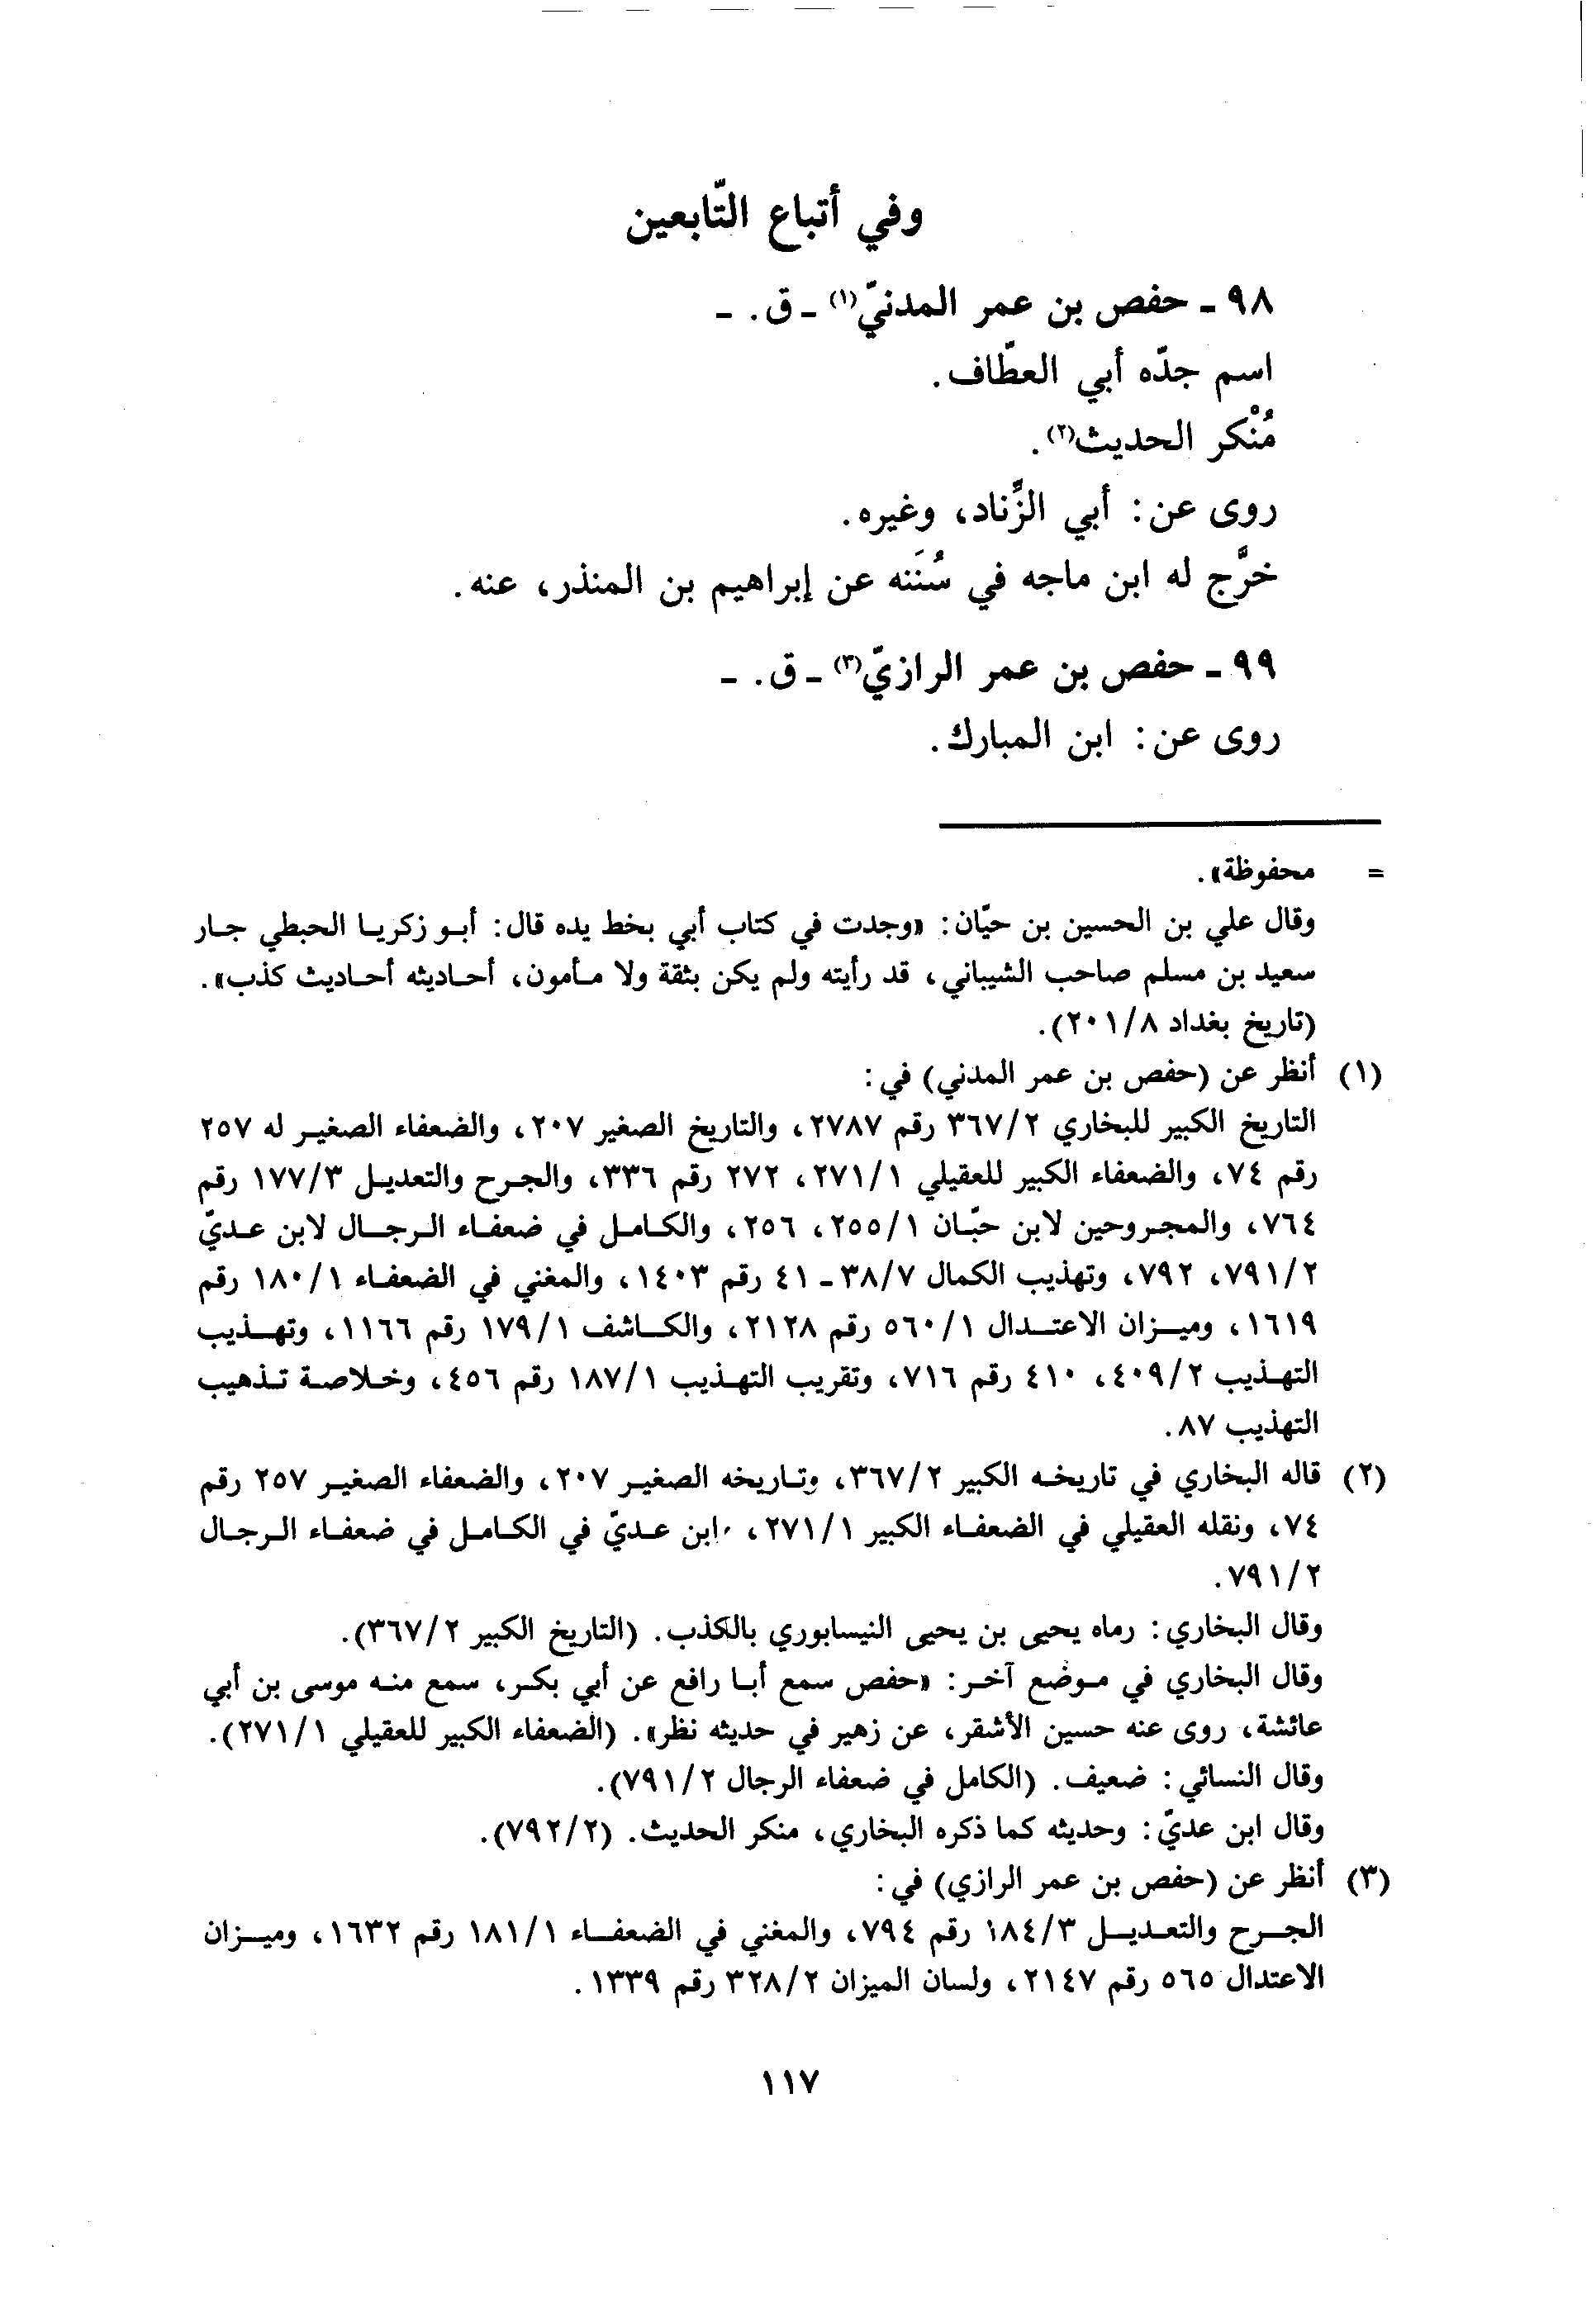 وفي أتباع التّابعين
٩٨ - حفص بن عمر المدنيّ(١) - ق. -
اسم جدّه أبي العطّاف.
مُنْكر الحديث(٢).
روى عن: أبي الزِّناد، وغيره.
خرَّج له ابن ماجه في سُنَنه عن إبراهيم بن المنذر، عنه.
٩٩ - حفص بن عمر الرازيّ(٣) - ق. -
روى عن: ابن المبارك.
= محفوظة».
وقال علي بن الحسين بن حيّان: «وجدت في كتاب أبي بخط يده قال: أبو زكريا الحبطي جار
سعيد بن مسلم صاحب الشيباني، قد رأيته ولم يكن بثقة ولا مأمون، أحاديثه أحاديث كذب».
(تاريخ بغداد ٢٠١/٨).
(١) أنظر عن (حفص بن عمر المدني) في:
التاريخ الكبير للبخاري ٣٦٧/٢ رقم ٢٧٨٧، والتاريخ الصغير ٢٠٧، والضعفاء الصغير له ٢٥٧
رقم ٧٤، والضعفاء الكبير للعقيلي ٢٧١/١، ٢٧٢ رقم ٣٣٦، والجرح والتعديل ١٧٧/٣ رقم
٧٦٤، والمجروحين لابن حبّان ٢٥٥/١، ٢٥٦، والكامل في ضعفاء الرجال لابن عديّ
٧٩١/٢، ٧٩٢، وتهذيب الكمال ٣٨/٧ - ٤١ رقم ١٤٠٣، والمغني في الضعفاء ١٨٠/١ رقم
١٦١٩، وميزان الاعتدال ٥٦٠/١ رقم ٢١٢٨، والكاشف ١٧٩/١ رقم ١١٦٦، وتهذيب
التهذيب ٤٠٩/٢، ٤١٠ رقم ٧١٦، وتقريب التهذيب ١٨٧/١ رقم ٤٥٦، وخلاصة تذهيب
التهذيب ٨٧.
(٢) قاله البخاري في تاريخه الكبير ٣٦٧/٢، وتاريخه الصغير ٢٠٧، والضعفاء الصغير ٢٥٧ رقم
٧٤، ونقله العقيلي في الضعفاء الكبير ٢٧١/١، وابن عديّ في الكامل في ضعفاء الرجال
٧٩١/٢.
وقال البخاري: رماه يحيى بن يحيى النيسابوري بالكذب. (التاريخ الكبير ٣٦٧/٢).
وقال البخاري في موضع آخر: «حفص سمع أبا رافع عن أبي بكر، سمع منه موسى بن أبي
عائشة، روى عنه حسين الأشقر، عن زهير في حديثه نظر». (الضعفاء الكبير للعقيلي ٢٧١/١).
وقال النسائي: ضعيف. (الكامل في ضعفاء الرجال ٧٩١/٢).
وقال ابن عديّ: وحديثه كما ذكره البخاري، منكر الحديث. (٧٩٢/٢).
(٣) أنظر عن (حفص بن عمر الرازي) في:
الجرح والتعديل ١٨٤/٣ رقم ٧٩٤، والمغني في الضعفاء ١٨١/١ رقم ١٦٣٢، وميزان
الاعتدال ٥٦٥ رقم ٢١٤٧، ولسان الميزان ٣٢٨/٢ رقم ١٣٣٩.
١١٧